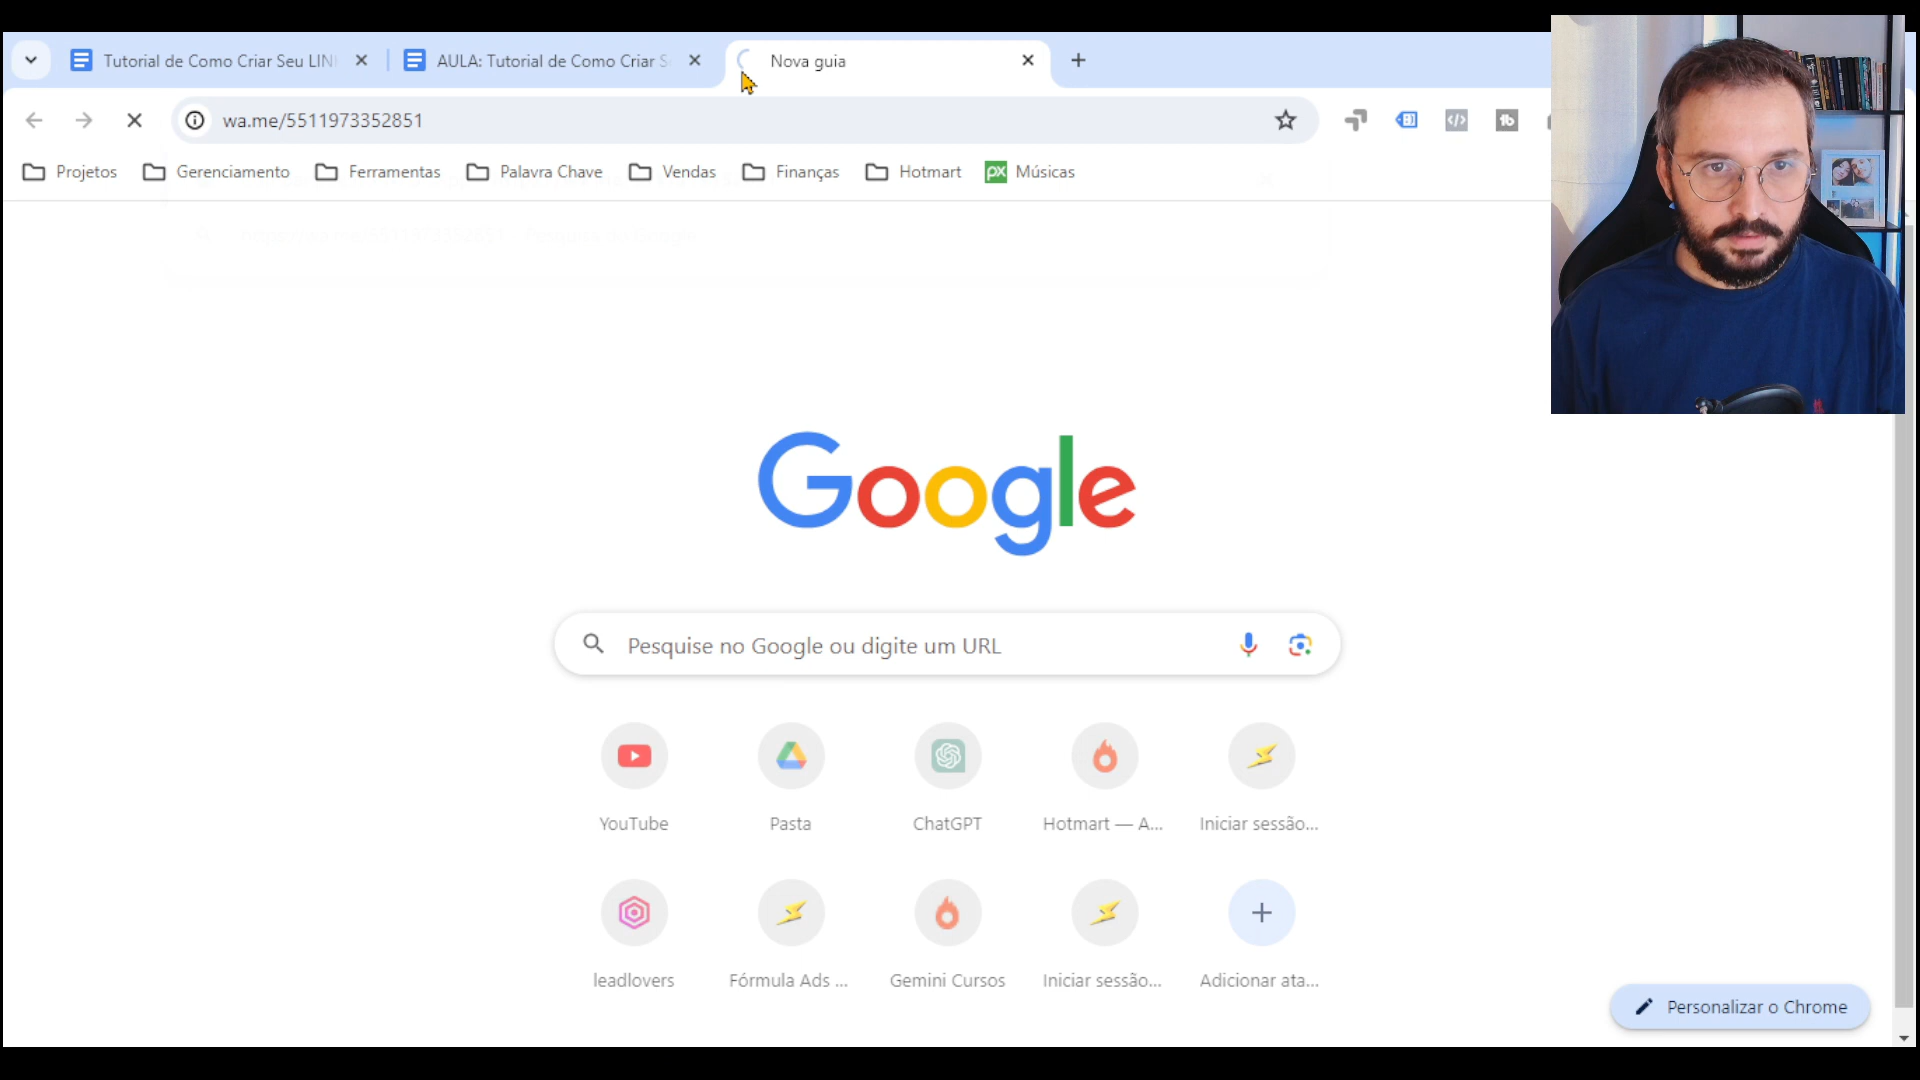 Tutorial de Como Criar Seu LIN
AULA: Tutorial de Como Criar S
Nova guia
wa.me/5511973352851
Projetos
Gerenciamento
Ferramentas
Palavra Chave
Vendas
Finanças
Hotmart
px
Músicas
Google
Pesquise no Google ou digite um URL
YouTube
Pasta
ChatGPT
Hotmart — A...
Iniciar sessão...
leadlovers
Fórmula Ads ...
Gemini Cursos
Iniciar sessão...
Adicionar ata...
Personalizar o Chrome